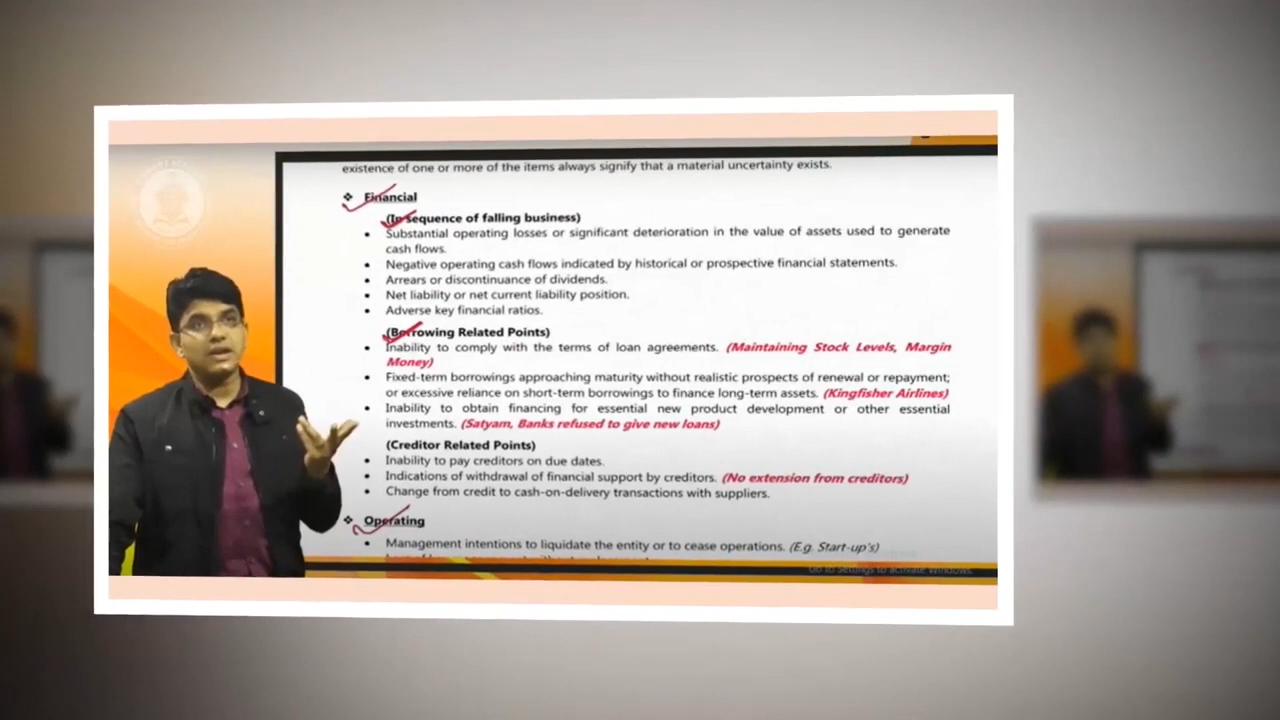 existence of one or more of the items always signify that a material uncertainty exists.
❖ Financial
(In sequence of falling business)
• Substantial operating losses or significant deterioration in the value of assets used to generate
cash flows.
• Negative operating cash flows indicated by historical or prospective financial statements.
• Arrears or discontinuance of dividends.
• Net liability or net current liability position.
• Adverse key financial ratios.
(Borrowing Related Points)
• Inability to comply with the terms of loan agreements. (Maintaining Stock Levels, Margin
Money)
• Fixed-term borrowings approaching maturity without realistic prospects of renewal or repayment;
or excessive reliance on short-term borrowings to finance long-term assets. (Kingfisher Airlines)
• Inability to obtain financing for essential new product development or other essential
investments. (Satyam, Banks refused to give new loans)
(Creditor Related Points)
• Inability to pay creditors on due dates.
• Indications of withdrawal of financial support by creditors. (No extension from creditors)
• Change from credit to cash-on-delivery transactions with suppliers.
❖ Operating
• Management intentions to liquidate the entity or to cease operations. (E.g. Start-up's)
Go to Settings to activate Windows.